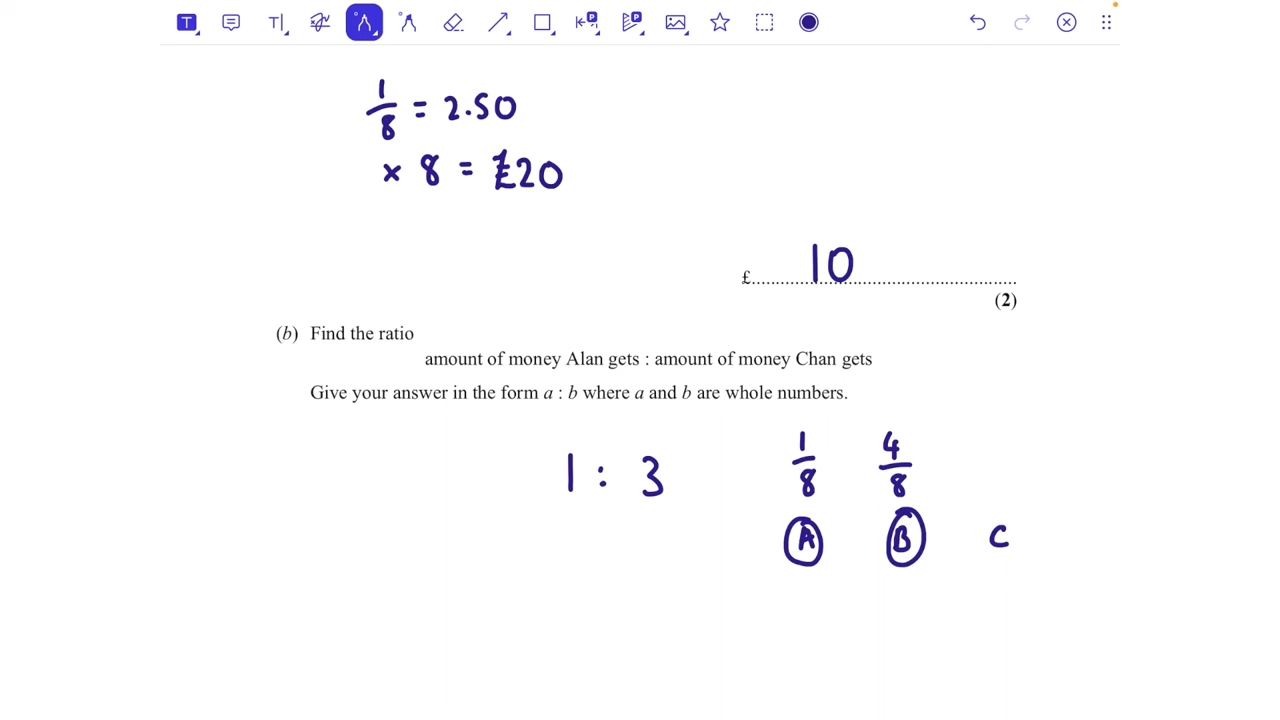 1/8 = 2.50
× 8 = £20
£ 10
(2)
(b) Find the ratio
amount of money Alan gets : amount of money Chan gets
Give your answer in the form a : b where a and b are whole numbers.
1 : 3 1/8 4/8
A B C